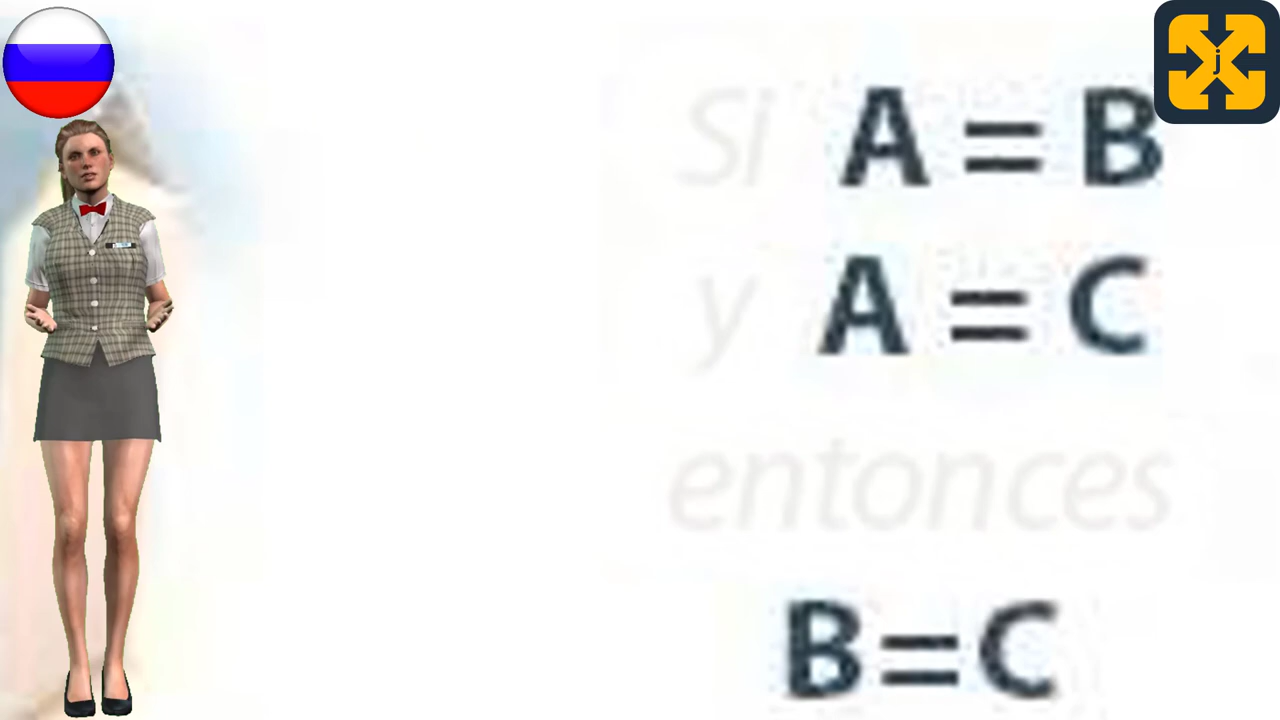 Si A = B
y A = C
entonces
B=C
j